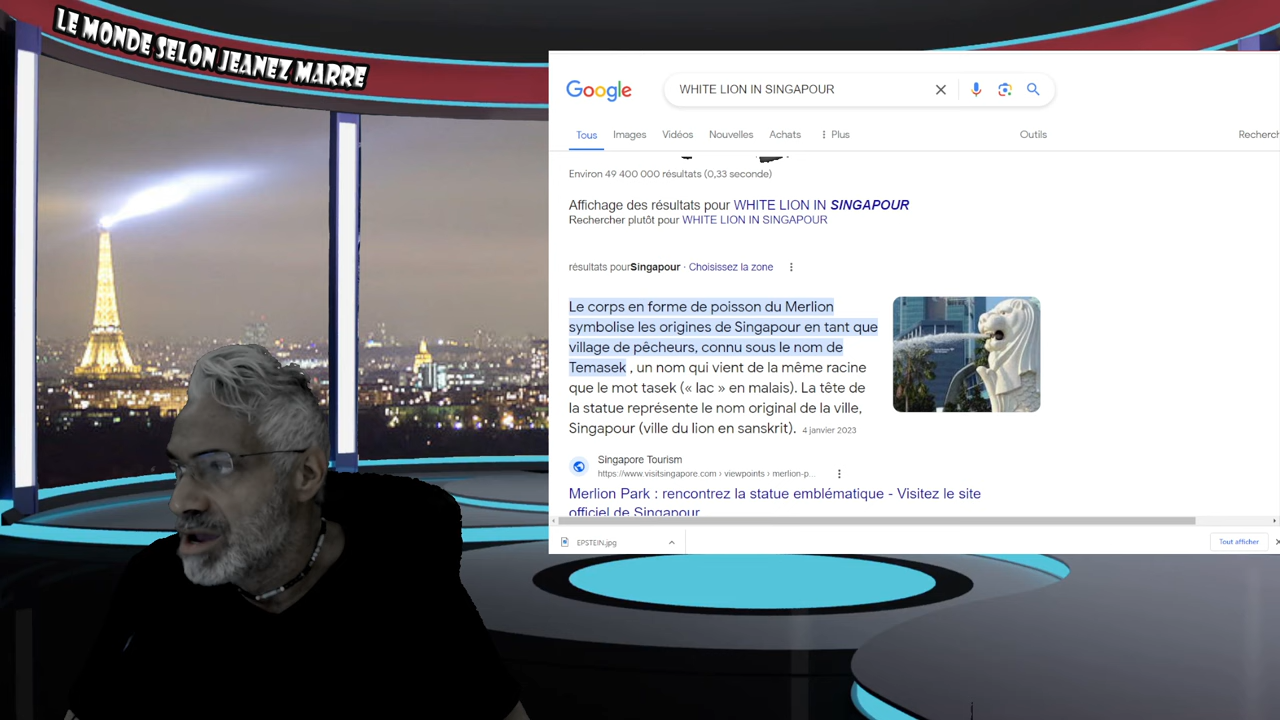 LE MONDE SELON JEANEZ MARRE
Google
WHITE LION IN SINGAPOUR
Tous Images Vidéos Nouvelles Achats Plus Outils Recherch
Environ 49 400 000 résultats (0,33 seconde)
Affichage des résultats pour WHITE LION IN SINGAPOUR
Rechercher plutôt pour WHITE LION IN SINGAPOUR
résultats pourSingapour · Choisissez la zone
Le corps en forme de poisson du Merlion
symbolise les origines de Singapour en tant que
village de pêcheurs, connu sous le nom de
Temasek , un nom qui vient de la même racine
que le mot tasek (« lac » en malais). La tête de
la statue représente le nom original de la ville,
Singapour (ville du lion en sanskrit). 4 janvier 2023
Singapore Tourism
https://www.visitsingapore.com › viewpoints › merlion-p...
Merlion Park : rencontrez la statue emblématique - Visitez le site
officiel de Singapour
EPSTEIN.jpg
Tout afficher